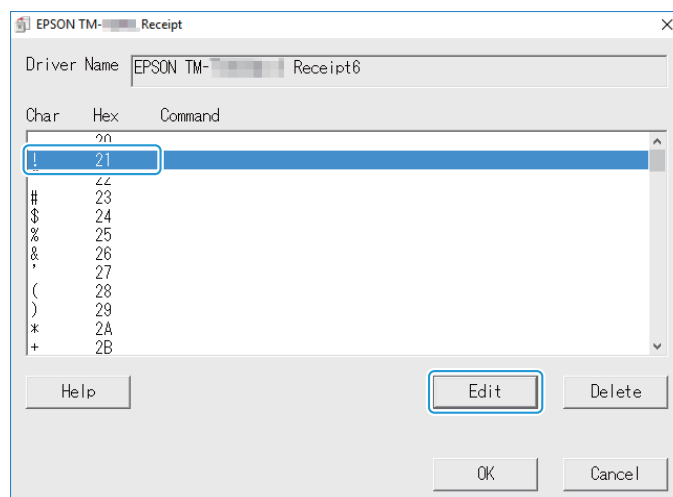 EPSON TM- Receipt
Driver Name EPSON TM- Receipt6
Char Hex Command
20
! 21
22
# 23
$ 24
% 25
& 26
' 27
( 28
) 29
* 2A
+ 2B
Help Edit Delete
OK Cancel